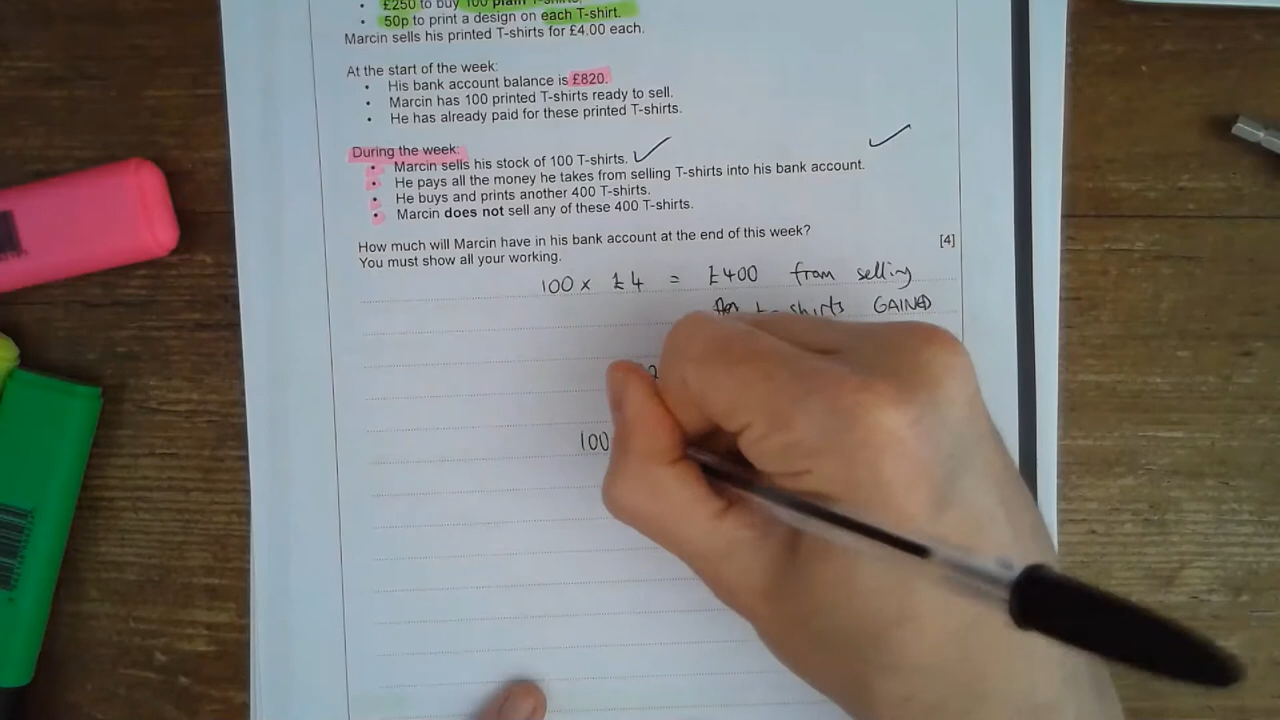 £250 to buy 100 plain T-shirts,
50p to print a design on each T-shirt.
Marcin sells his printed T-shirts for £4.00 each.
At the start of the week:
His bank account balance is £820.
Marcin has 100 printed T-shirts ready to sell.
He has already paid for these printed T-shirts.
During the week:
Marcin sells his stock of 100 T-shirts.
He pays all the money he takes from selling T-shirts into his bank account.
He buys and prints another 400 T-shirts.
Marcin does not sell any of these 400 T-shirts.
How much will Marcin have in his bank account at the end of this week?
You must show all your working.
[4]
100 x £4 = £400 from selling
t-shirts GAINED
100